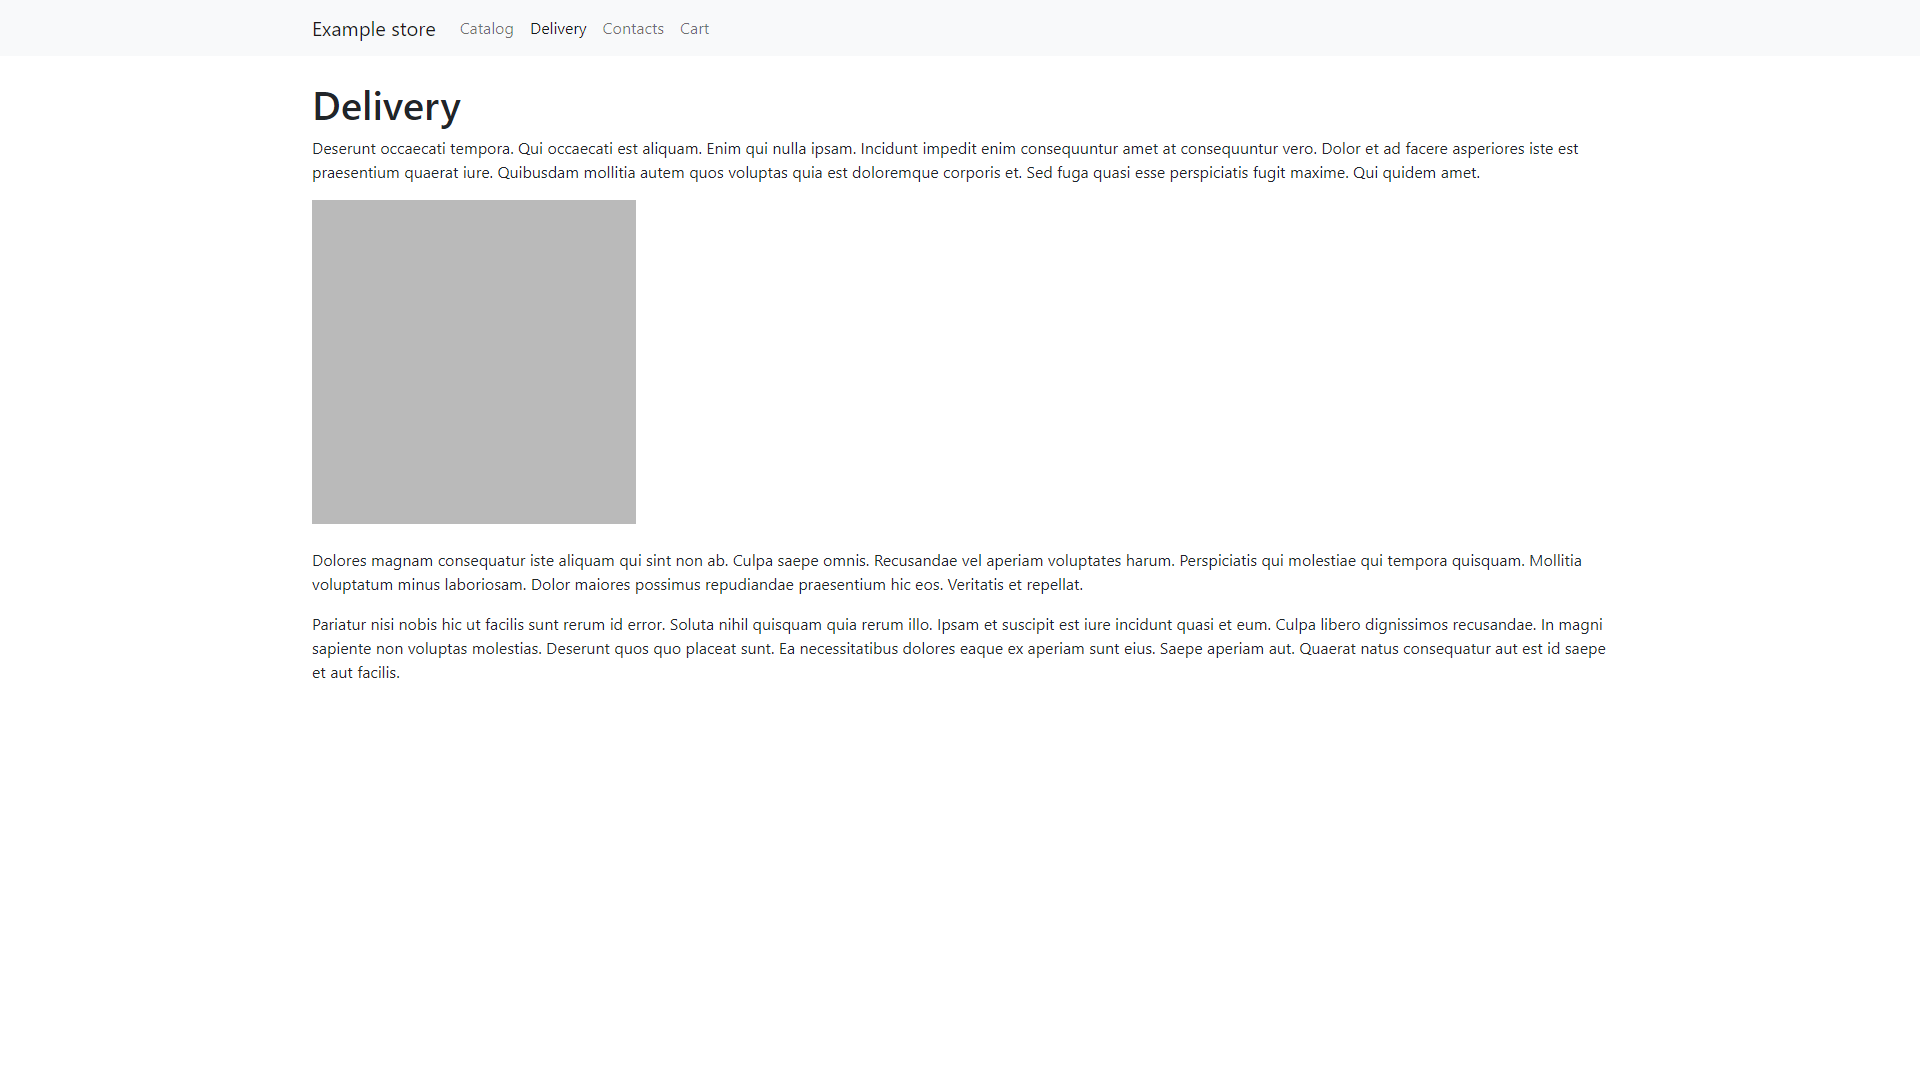 Example store
Catalog
Delivery
Contacts
Cart
Delivery
Deserunt occaecati tempora. Qui occaecati est aliquam. Enim qui nulla ipsam. Incidunt impedit enim consequuntur amet at consequuntur vero. Dolor et ad facere asperiores iste est
praesentium quaerat iure. Quibusdam mollitia autem quos voluptas quia est doloremque corporis et. Sed fuga quasi esse perspiciatis fugit maxime. Qui quidem amet.
Dolores magnam consequatur iste aliquam qui sint non ab. Culpa saepe omnis. Recusandae vel aperiam voluptates harum. Perspiciatis qui molestiae qui tempora quisquam. Mollitia
voluptatum minus laboriosam. Dolor maiores possimus repudiandae praesentium hic eos. Veritatis et repellat.
Pariatur nisi nobis hic ut facilis sunt rerum id error. Soluta nihil quisquam quia rerum illo. Ipsam et suscipit est iure incidunt quasi et eum. Culpa libero dignissimos recusandae. In magni
sapiente non voluptas molestias. Deserunt quos quo placeat sunt. Ea necessitatibus dolores eaque ex aperiam sunt eius. Saepe aperiam aut. Quaerat natus consequatur aut est id saepe
et aut facilis.